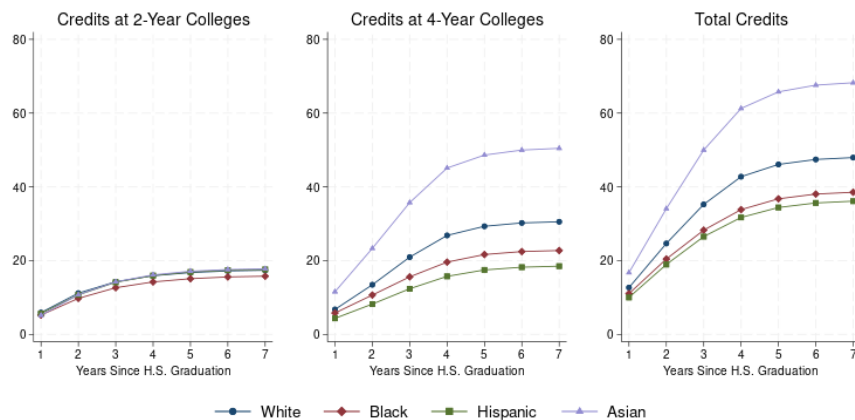 Credits at 2-Year Colleges
80
60
40
20
0
1 2 3 4 5 6 7
Years Since H.S. Graduation
Credits at 4-Year Colleges
80
60
40
20
0
1 2 3 4 5 6 7
Years Since H.S. Graduation
Total Credits
80
60
40
20
0
1 2 3 4 5 6 7
Years Since H.S. Graduation
White Black Hispanic Asian